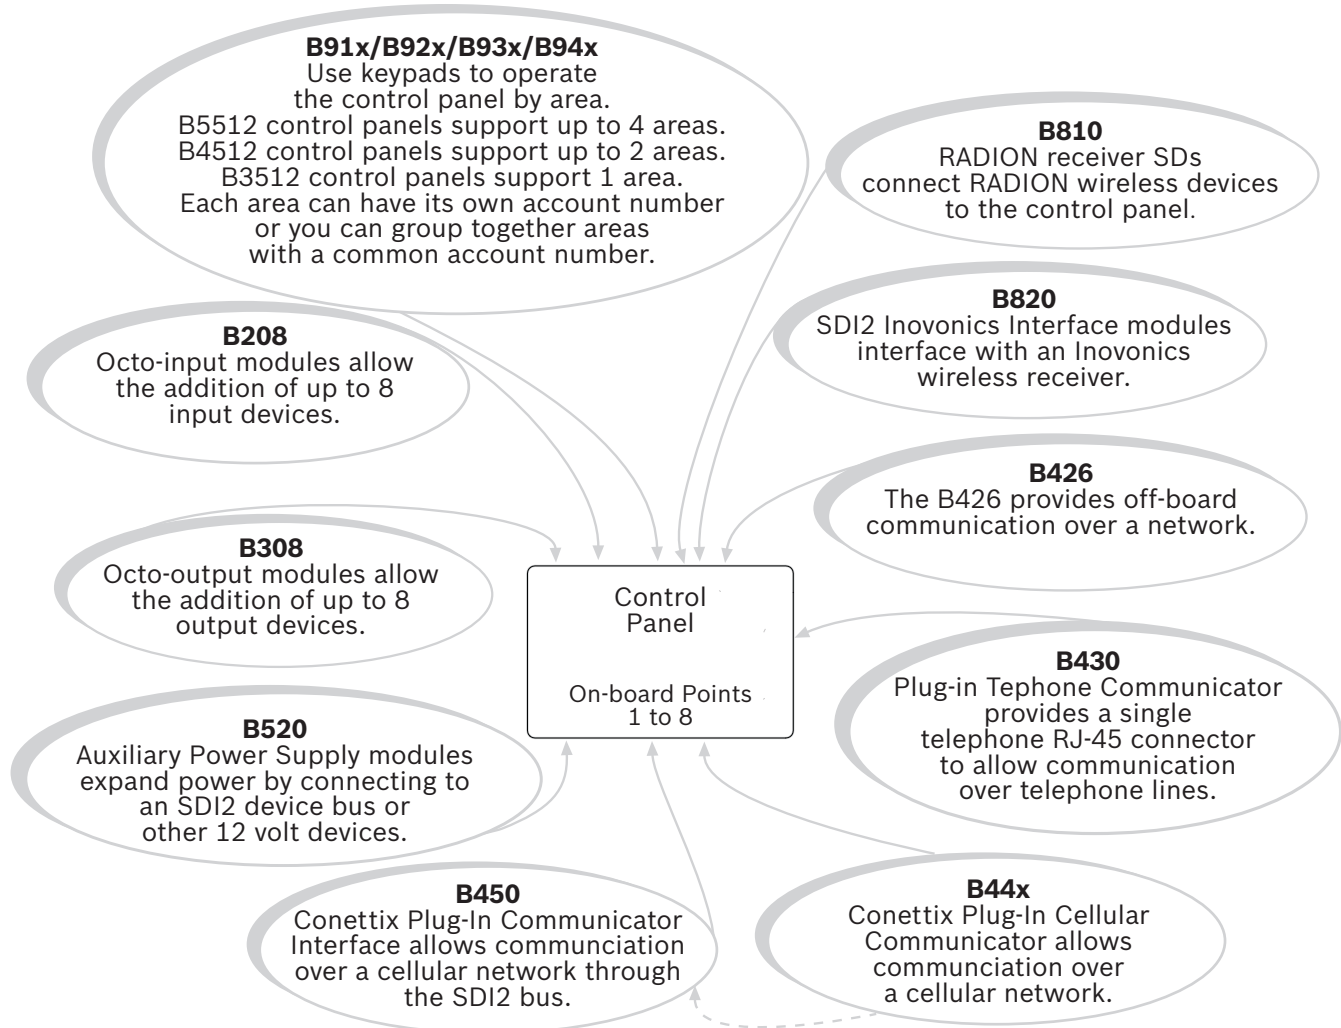 B91x/B92x/B93x/B94x
Use keypads to operate
the control panel by area.
B5512 control panels support up to 4 areas.
B4512 control panels support up to 2 areas.
B3512 control panels support 1 area.
Each area can have its own account number
or you can group together areas
with a common account number.
B810
RADION receiver SDs
connect RADION wireless devices
to the control panel.
B820
SDI2 Inovonics Interface modules
interface with an Inovonics
wireless receiver.
B208
Octo-input modules allow
the addition of up to 8
input devices.
B426
The B426 provides off-board
communication over a network.
B308
Octo-output modules allow
the addition of up to 8
output devices.
Control
Panel
On-board Points
1 to 8
B430
Plug-in Tephone Communicator
provides a single
telephone RJ-45 connector
to allow communication
over telephone lines.
B520
Auxiliary Power Supply modules
expand power by connecting to
an SDI2 device bus or
other 12 volt devices.
B450
Conettix Plug-In Communicator
Interface allows communciation
over a cellular network through
the SDI2 bus.
B44x
Conettix Plug-In Cellular
Communicator allows
communciation over
a cellular network.